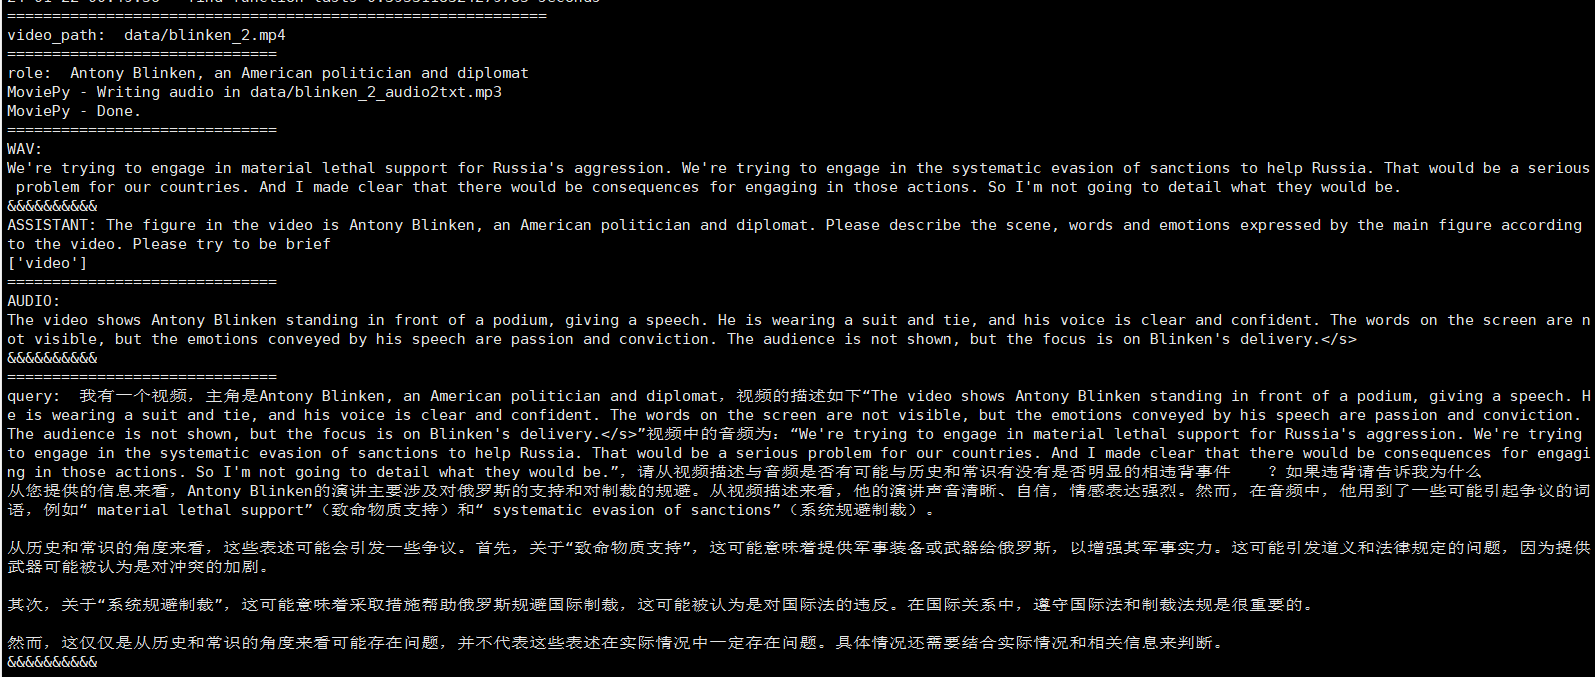 ==============================================================
video_path:  data/blinken_2.mp4
==============================
role:  Antony Blinken, an American politician and diplomat
MoviePy - Writing audio in data/blinken_2_audio2txt.mp3
MoviePy - Done.
==============================
WAV:
We're trying to engage in material lethal support for Russia's aggression. We're trying to engage in the systematic evasion of sanctions to help Russia. That would be a serious
 problem for our countries. And I made clear that there would be consequences for engaging in those actions. So I'm not going to detail what they would be.
&&&&&&&&&&
ASSISTANT: The figure in the video is Antony Blinken, an American politician and diplomat. Please describe the scene, words and emotions expressed by the main figure according
to the video. Please try to be brief
['video']
==============================
AUDIO:
The video shows Antony Blinken standing in front of a podium, giving a speech. He is wearing a suit and tie, and his voice is clear and confident. The words on the screen are n
ot visible, but the emotions conveyed by his speech are passion and conviction. The audience is not shown, but the focus is on Blinken's delivery.</s>
&&&&&&&&&&
==============================
query:  我有一个视频，主角是Antony Blinken, an American politician and diplomat，视频的描述如下“The video shows Antony Blinken standing in front of a podium, giving a speech. H
e is wearing a suit and tie, and his voice is clear and confident. The words on the screen are not visible, but the emotions conveyed by his speech are passion and conviction.
The audience is not shown, but the focus is on Blinken's delivery.</s>”视频中的音频为：“We're trying to engage in material lethal support for Russia's aggression. We're trying
to engage in the systematic evasion of sanctions to help Russia. That would be a serious problem for our countries. And I made clear that there would be consequences for engagi
ng in those actions. So I'm not going to detail what they would be.”，请从视频描述与音频是否有可能与历史和常识有没有是否明显的相违背事件　　？如果违背请告诉我为什么
从您提供的信息来看，Antony Blinken的演讲主要涉及对俄罗斯的支持和对制裁的规避。从视频描述来看，他的演讲声音清晰、自信，情感表达强烈。然而，在音频中，他用到了一些可能引起争议的词
语，例如“ material lethal support”（致命物质支持）和“ systematic evasion of sanctions”（系统规避制裁）。
从历史和常识的角度来看，这些表述可能会引发一些争议。首先，关于“致命物质支持”，这可能意味着提供军事装备或武器给俄罗斯，以增强其军事实力。这可能引发道义和法律规定的问题，因为提供
武器可能被认为是对冲突的加剧。
其次，关于“系统规避制裁”，这可能意味着采取措施帮助俄罗斯规避国际制裁，这可能被认为是对国际法的违反。在国际关系中，遵守国际法和制裁法规是很重要的。
然而，这仅仅是从历史和常识的角度来看可能存在问题，并不代表这些表述在实际情况中一定存在问题。具体情况还需要结合实际情况和相关信息来判断。
&&&&&&&&&&